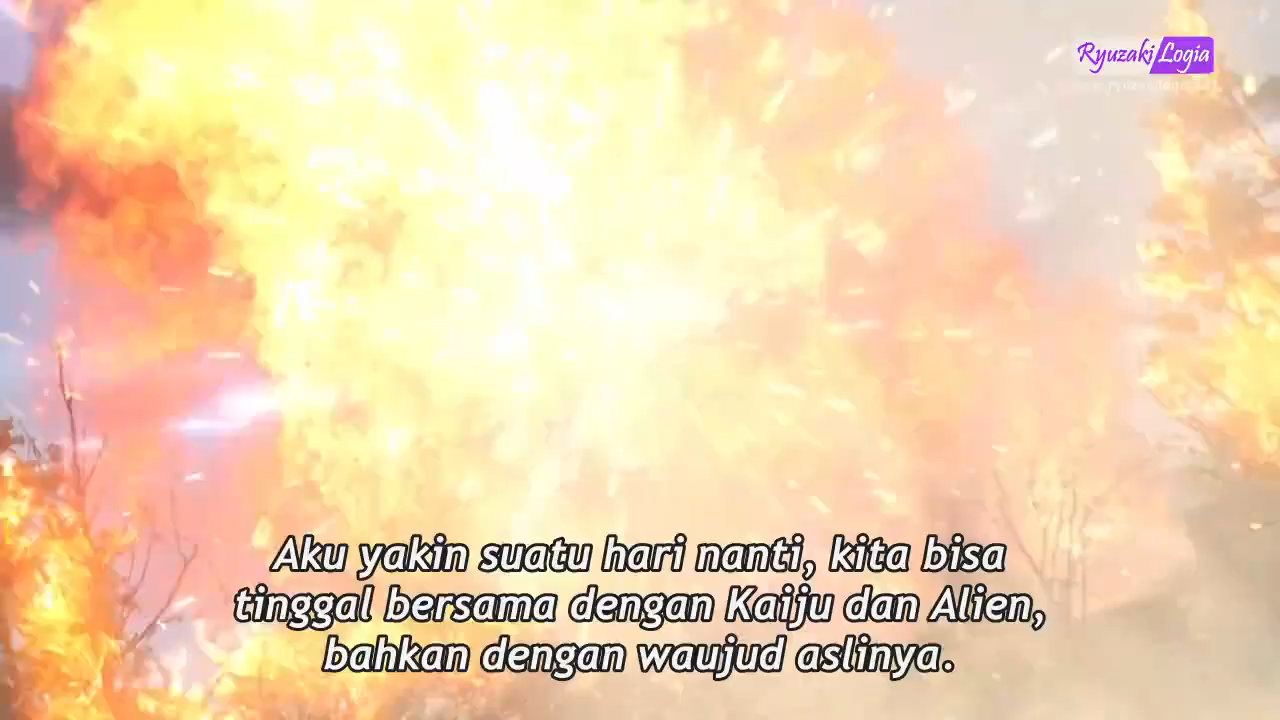 Ryuzaki Logia
Aku yakin suatu hari nanti, kita bisa
tinggal bersama dengan Kaiju dan Alien,
bahkan dengan waujud aslinya.